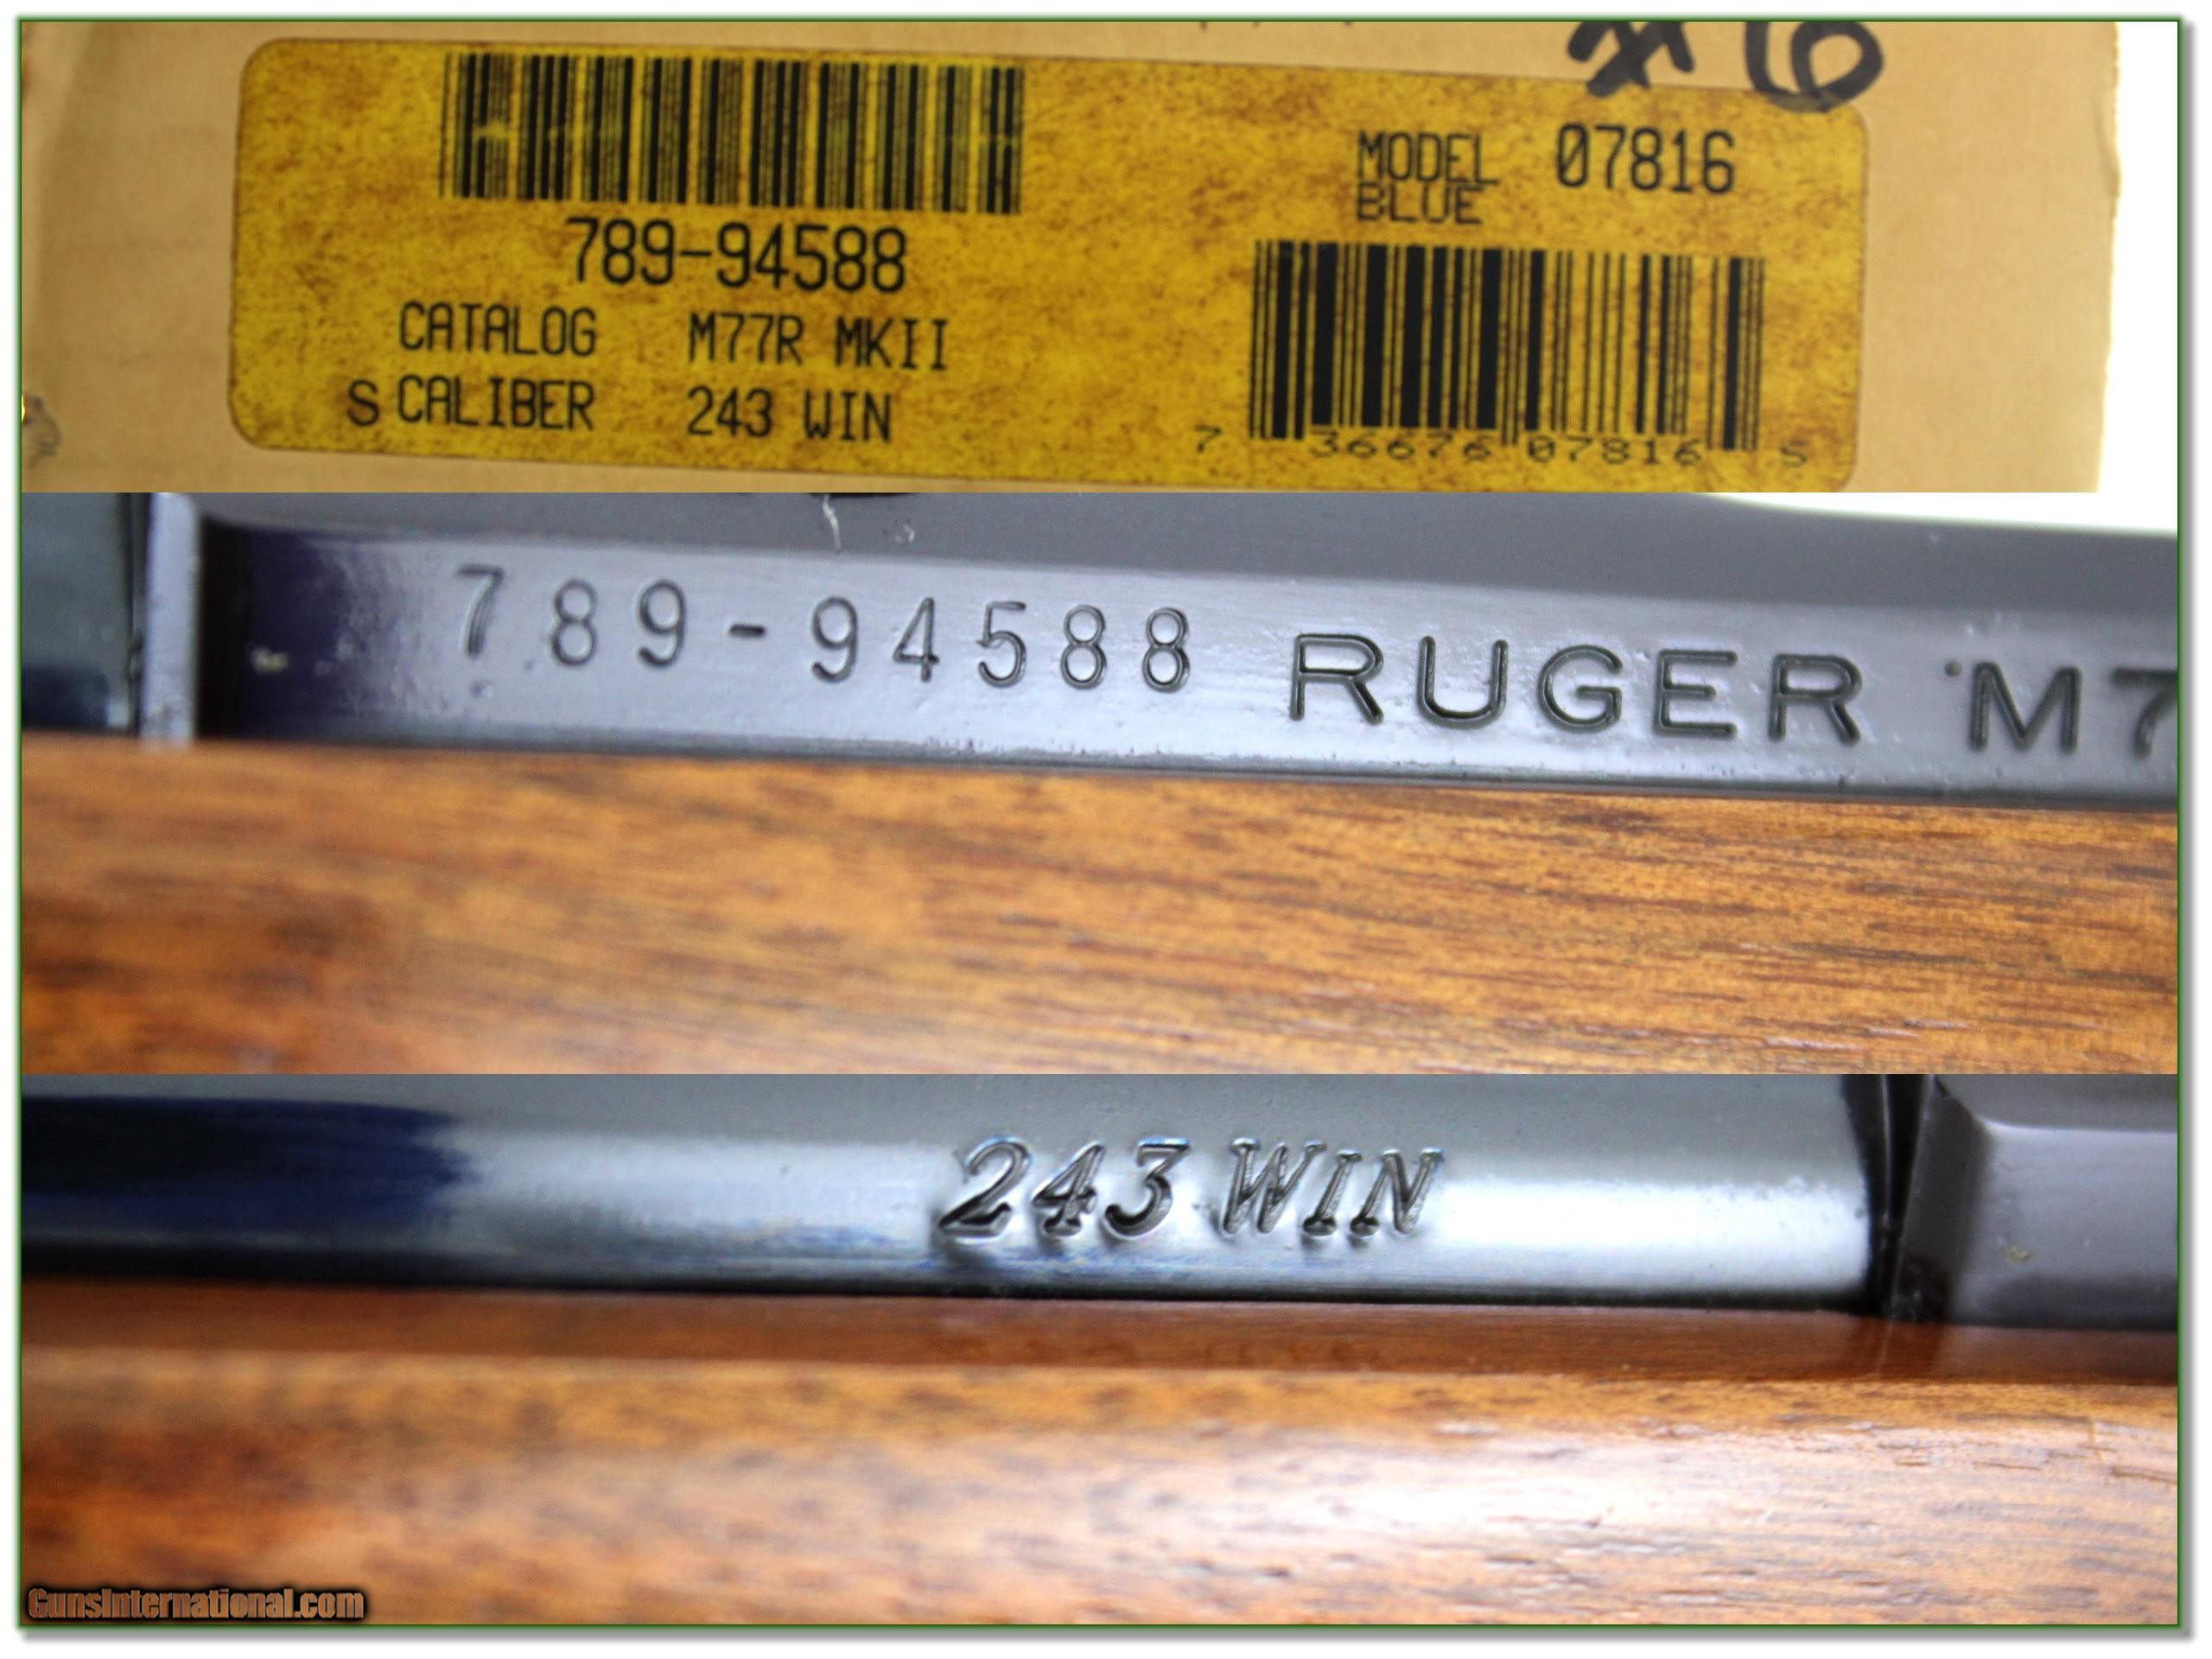 #6
789-94588
CATALOG M77R MKII
S CALIBER 243 WIN
MODEL 07816
BLUE
7 36676 07816 5
789-94588 RUGER M7
243 WIN
GunsInternational.com